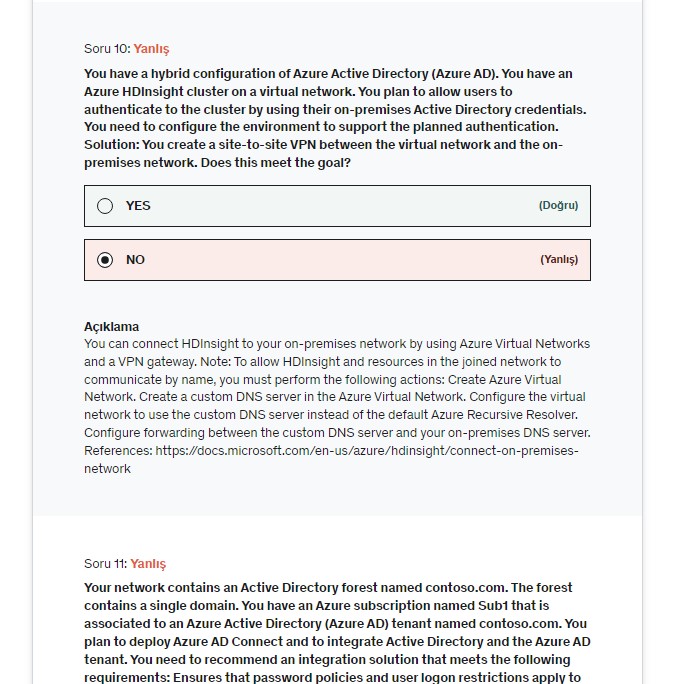 Soru 10: Yanlış
You have a hybrid configuration of Azure Active Directory (Azure AD). You have an
Azure HDInsight cluster on a virtual network. You plan to allow users to
authenticate to the cluster by using their on-premises Active Directory credentials.
You need to configure the environment to support the planned authentication.
Solution: You create a site-to-site VPN between the virtual network and the on-
premises network. Does this meet the goal?
YES (Doğru)
NO (Yanlış)
Açıklama
You can connect HDInsight to your on-premises network by using Azure Virtual Networks
and a VPN gateway. Note: To allow HDInsight and resources in the joined network to
communicate by name, you must perform the following actions: Create Azure Virtual
Network. Create a custom DNS server in the Azure Virtual Network. Configure the virtual
network to use the custom DNS server instead of the default Azure Recursive Resolver.
Configure forwarding between the custom DNS server and your on-premises DNS server.
References: https://docs.microsoft.com/en-us/azure/hdinsight/connect-on-premises-
network
Soru 11: Yanlış
Your network contains an Active Directory forest named contoso.com. The forest
contains a single domain. You have an Azure subscription named Sub1 that is
associated to an Azure Active Directory (Azure AD) tenant named contoso.com. You
plan to deploy Azure AD Connect and to integrate Active Directory and the Azure AD
tenant. You need to recommend an integration solution that meets the following
requirements: Ensures that password policies and user logon restrictions apply to